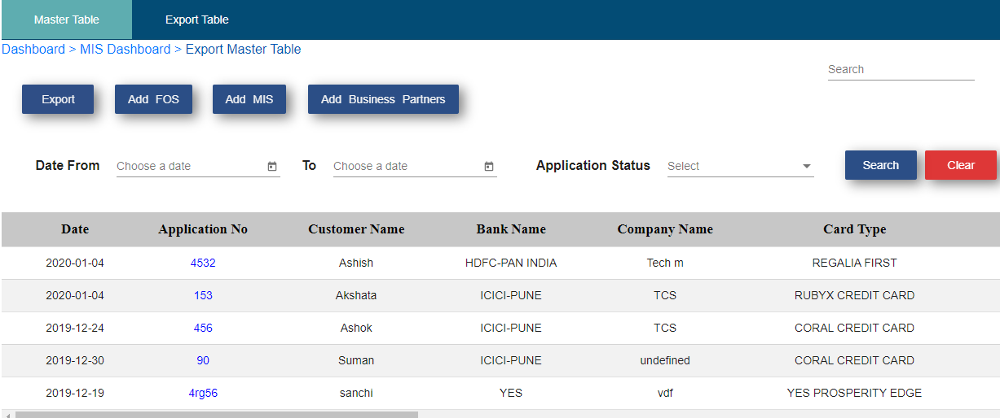 Master Table Export Table
Dashboard > MIS Dashboard > Export Master Table
Search
Export Add FOS Add MIS Add Business Partners
Date From Choose a date To Choose a date Application Status Select Search Clear
Date Application No Customer Name Bank Name Company Name Card Type
2020-01-04 4532 Ashish HDFC-PAN INDIA Tech m REGALIA FIRST
2020-01-04 153 Akshata ICICI-PUNE TCS RUBYX CREDIT CARD
2019-12-24 456 Ashok ICICI-PUNE TCS CORAL CREDIT CARD
2019-12-30 90 Suman ICICI-PUNE undefined CORAL CREDIT CARD
2019-12-19 4rg56 sanchi YES vdf YES PROSPERITY EDGE